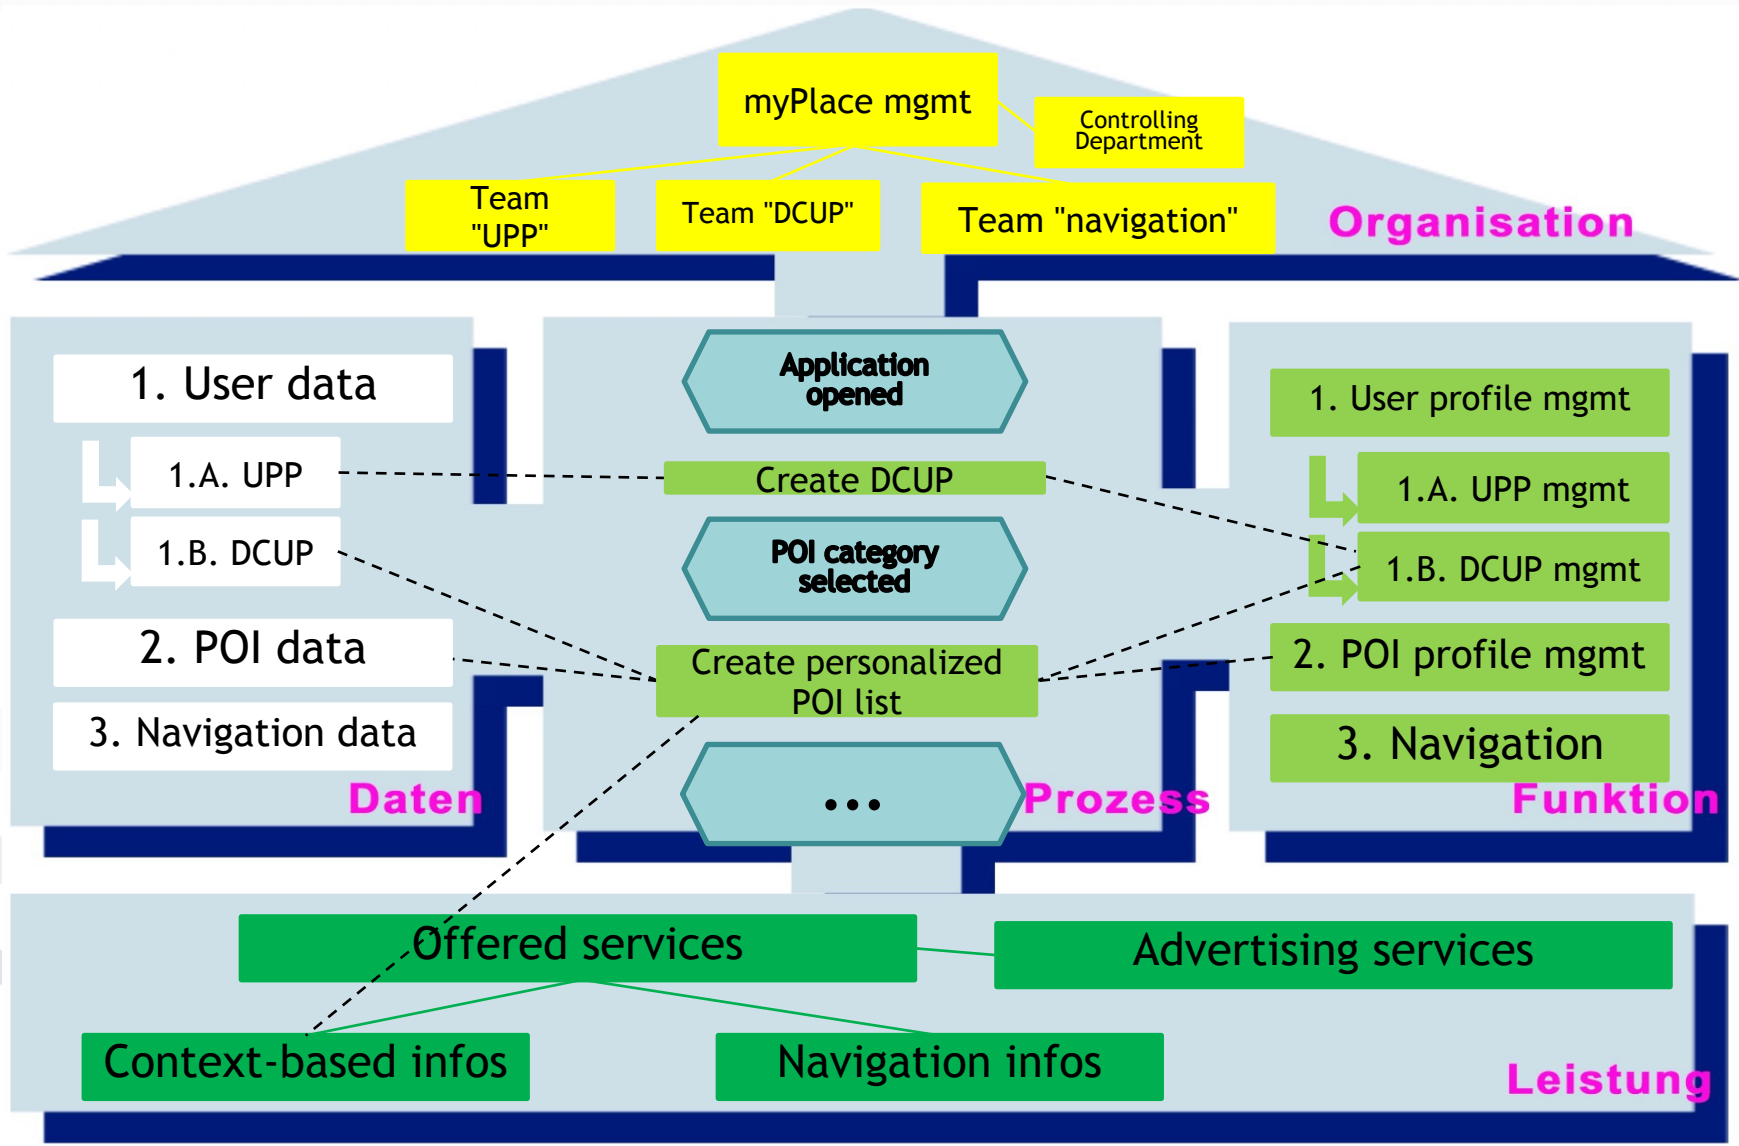 myPlace mgmt
Controlling
Department
Team
"UPP"
Team "DCUP"
Team "navigation"
Organisation
1. User data
1.A. UPP
1.B. DCUP
2. POI data
3. Navigation data
Daten
Application
opened
Create DCUP
POI category
selected
Create personalized
POI list
...
Prozess
1. User profile mgmt
1.A. UPP mgmt
1.B. DCUP mgmt
2. POI profile mgmt
3. Navigation
Funktion
Offered services
Advertising services
Context-based infos
Navigation infos
Leistung